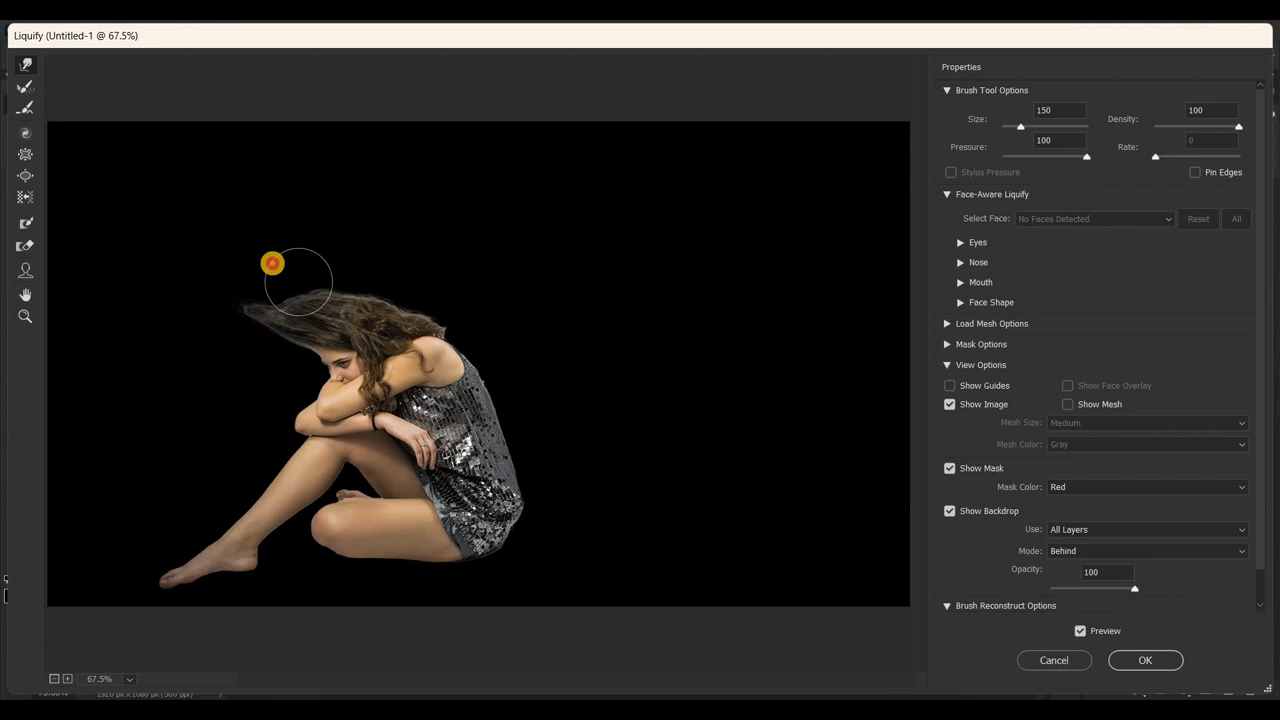 Liquify (Untitled-1 @ 67.5%)
Properties
Brush Tool Options
Size: 150 Density: 100
Pressure: 100 Rate: 0
Stylus Pressure Pin Edges
Face-Aware Liquify
Select Face: No Faces Detected Reset All
Eyes
Nose
Mouth
Face Shape
Load Mesh Options
Mask Options
View Options
Show Guides Show Face Overlay
Show Image Show Mesh
Mesh Size: Medium
Mesh Color: Gray
Show Mask
Mask Color: Red
Show Backdrop
Use: All Layers
Mode: Behind
Opacity: 100
Brush Reconstruct Options
Preview
Cancel OK
67.5%